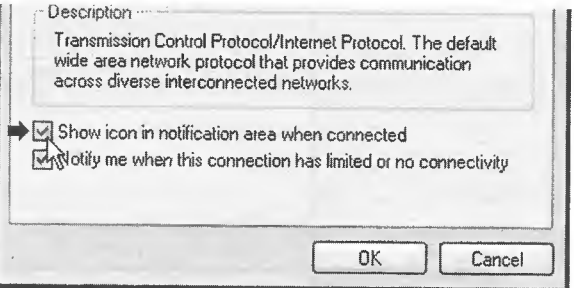 Description
Transmission Control Protocol/Internet Protocol. The default
wide area network protocol that provides communication
across diverse interconnected networks.
Show icon in notification area when connected
Notify me when this connection has limited or no connectivity
OK
Cancel